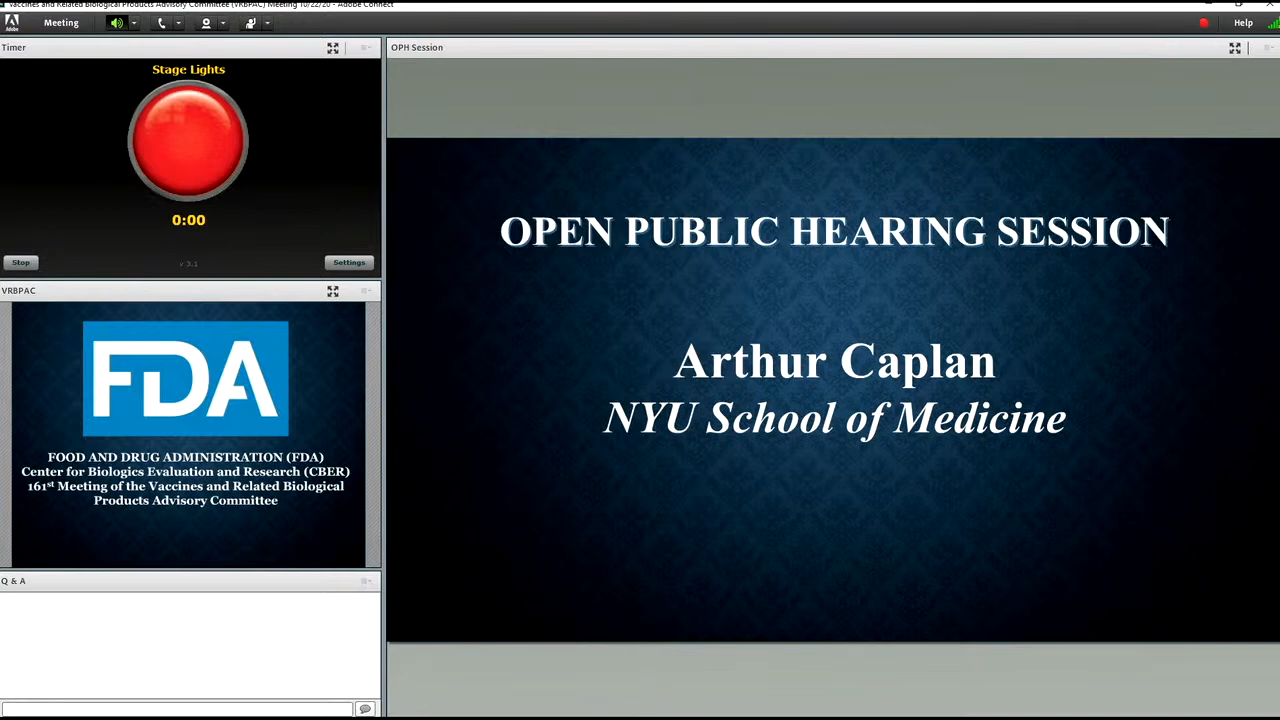 Vaccines and Related Biological Products Advisory Committee (VRBPAC) Meeting 10/22/20 - Adobe Connect
Adobe
Meeting
Help
Timer
Stage Lights
0:00
Stop
v 3.1
Settings
VRBPAC
FDA
FOOD AND DRUG ADMINISTRATION (FDA)
Center for Biologics Evaluation and Research (CBER)
161st Meeting of the Vaccines and Related Biological
Products Advisory Committee
Q & A
OPH Session
OPEN PUBLIC HEARING SESSION
Arthur Caplan
NYU School of Medicine